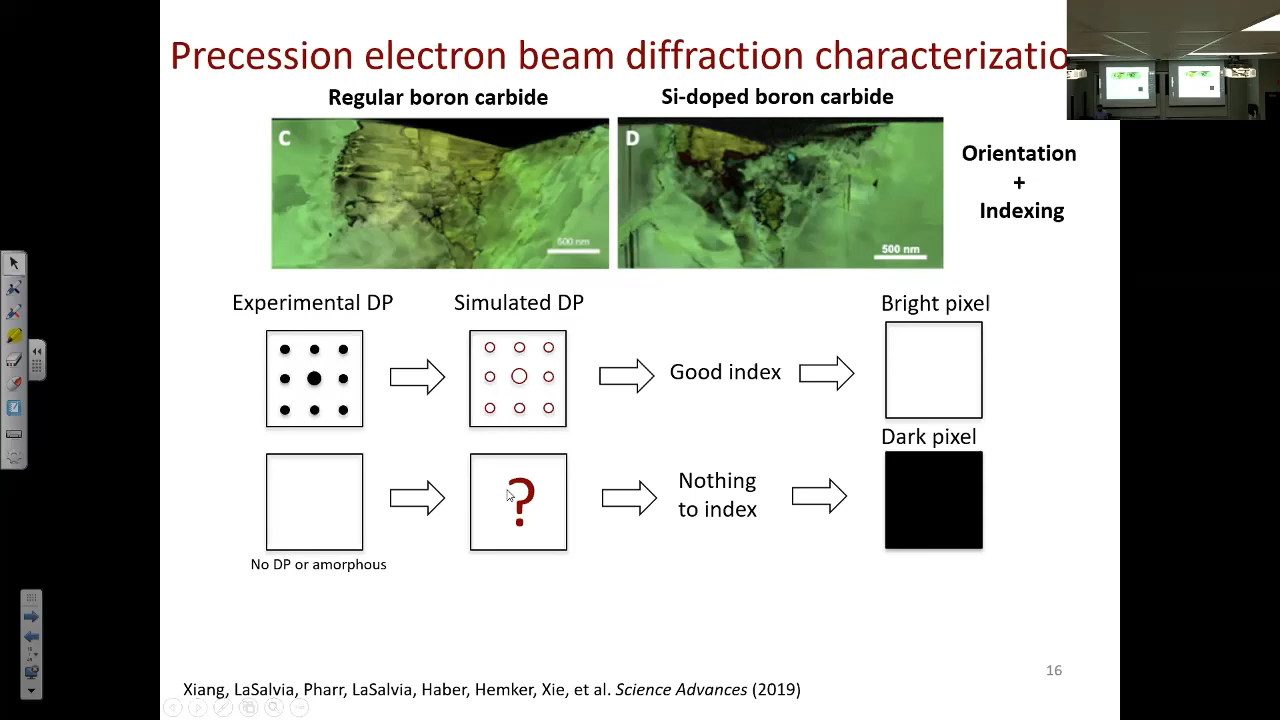 Precession electron beam diffraction characterizatio
Regular boron carbide
Si-doped boron carbide
C
500 nm
D
500 nm
Orientation
+
Indexing
Experimental DP
Simulated DP
Good index
Bright pixel
No DP or amorphous
?
Nothing
to index
Dark pixel
16
Xiang, LaSalvia, Pharr, LaSalvia, Haber, Hemker, Xie, et al. Science Advances (2019)